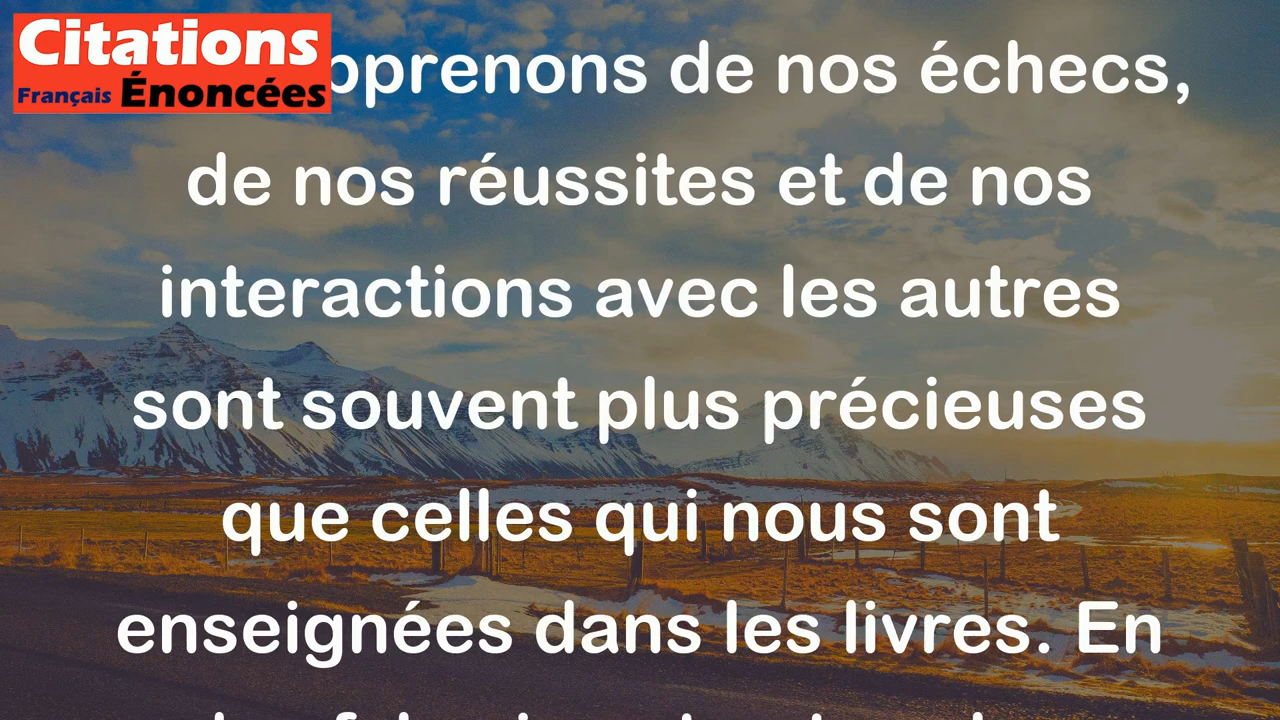 Citations
Français Énoncées
pprenons de nos échecs,
de nos réussites et de nos
interactions avec les autres
sont souvent plus précieuses
que celles qui nous sont
enseignées dans les livres. En